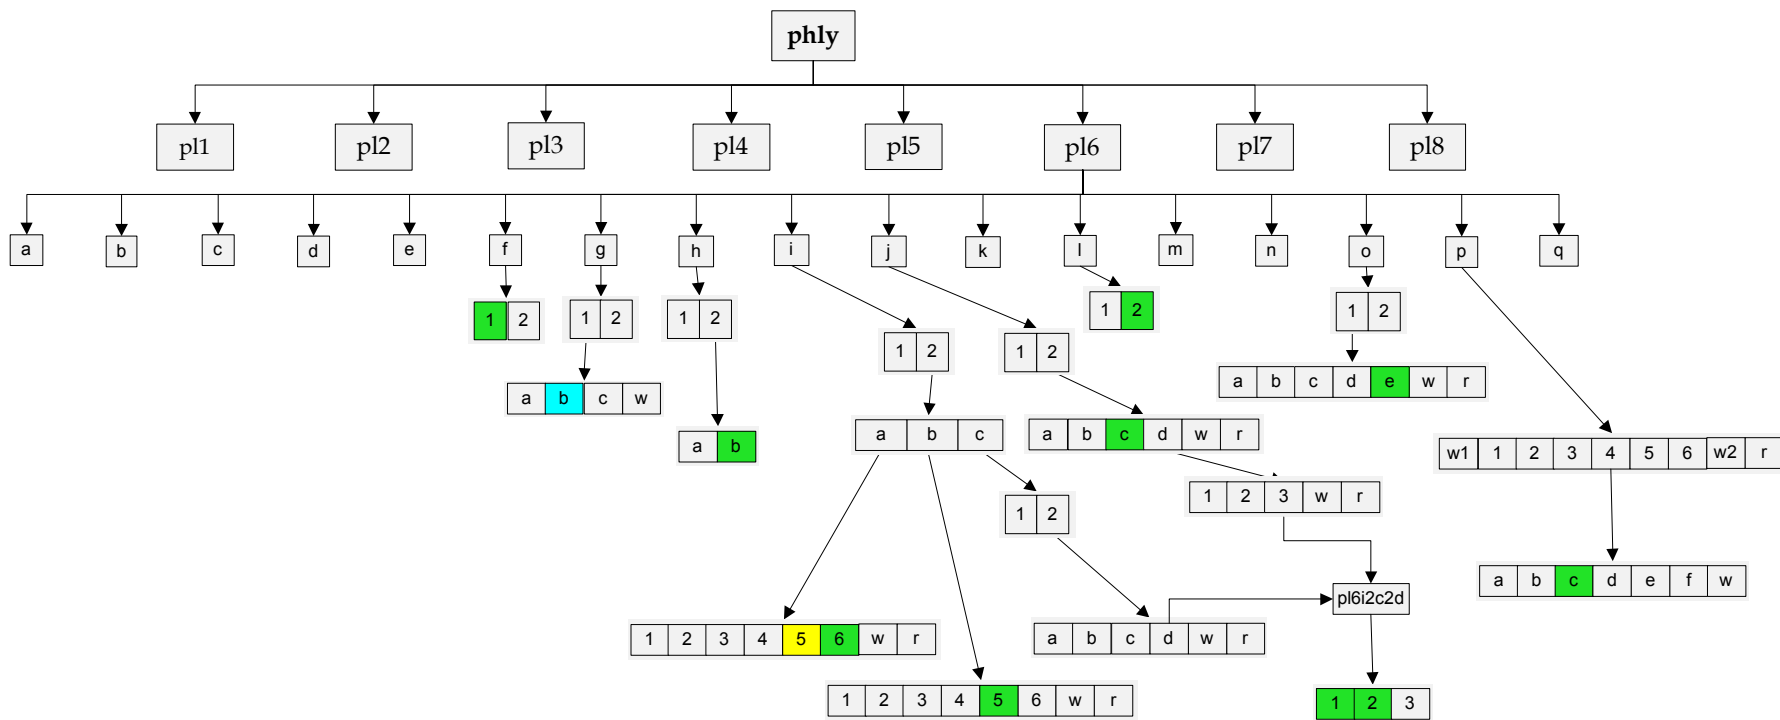 phly
pl1 pl2 pl3 pl4 pl5 pl6 pl7 pl8
a b c d e f g h i j k l m n o p q
1 2 1 2 1 2 1 2 1 2
1 2 1 2
a b c d e w r
a b c w
a b
a b c
a b c d w r
w1 1 2 3 4 5 6 w2 r
1 2
1 2 3 w r
a b c d e f w
pl6i2c2d
1 2 3 4 5 6 w r
a b c d w r
1 2 3 4 5 6 w r
1 2 3